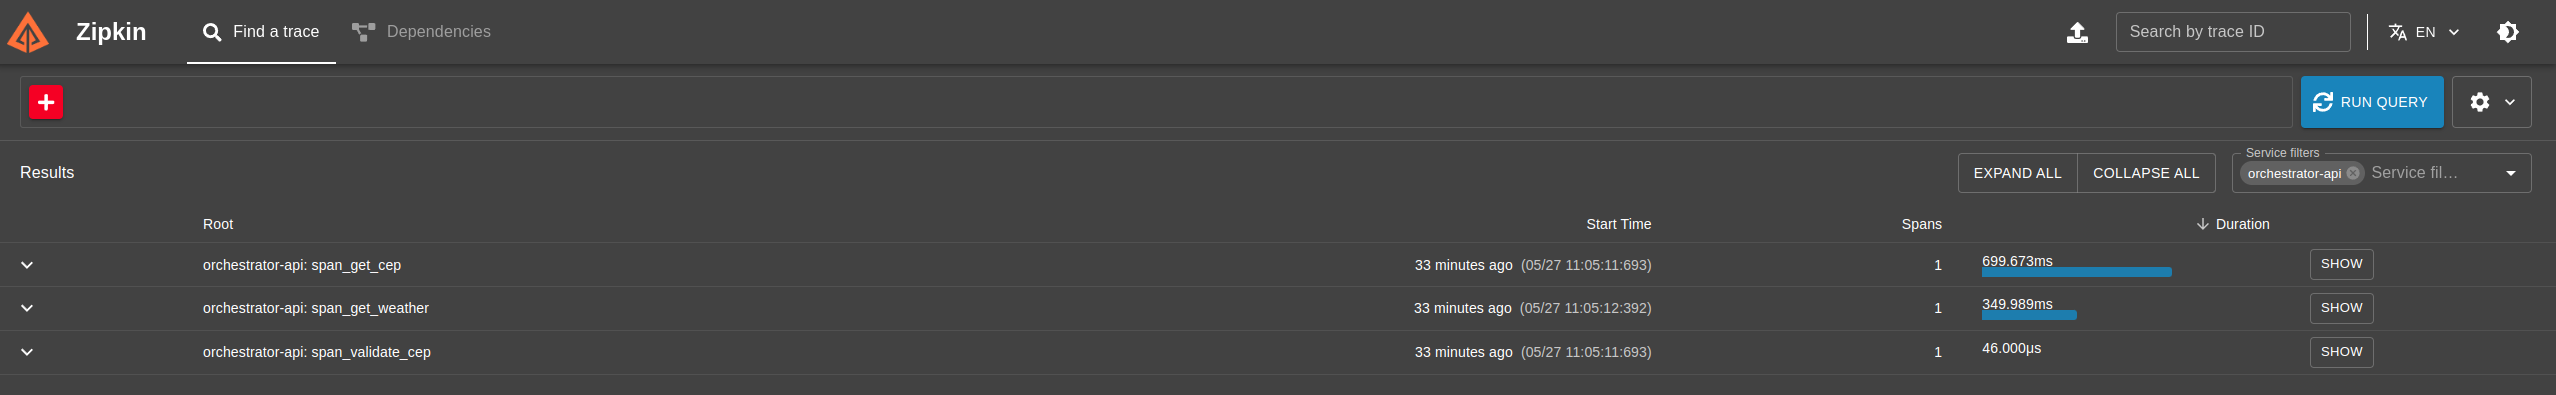 Zipkin Find a trace Dependencies Search by trace ID EN
RUN QUERY
Service filters
Results EXPAND ALL COLLAPSE ALL orchestrator-api Service fil…
Root Start Time Spans Duration
orchestrator-api: span_get_cep 33 minutes ago (05/27 11:05:11:693) 1 699.673ms SHOW
orchestrator-api: span_get_weather 33 minutes ago (05/27 11:05:12:392) 1 349.989ms SHOW
orchestrator-api: span_validate_cep 33 minutes ago (05/27 11:05:11:693) 1 46.000μs SHOW